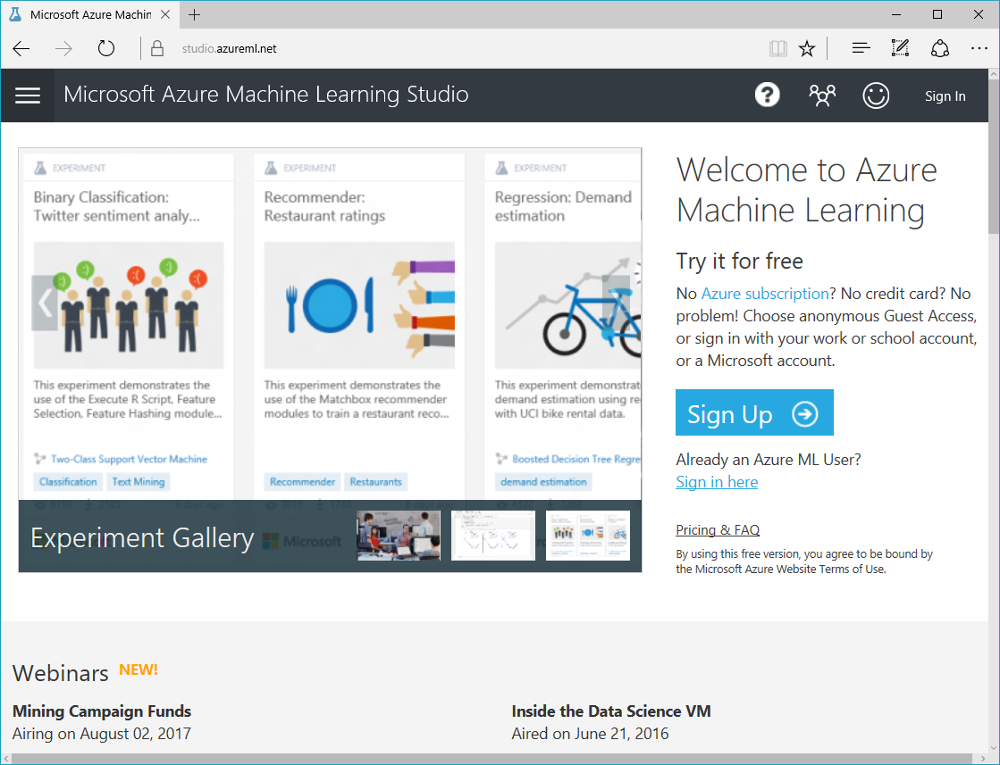 Microsoft Azure Machin
studio.azureml.net
Microsoft Azure Machine Learning Studio
Sign In
EXPERIMENT
Binary Classification:
Twitter sentiment analy...
This experiment demonstrates the
use of the Execute R Script, Feature
Selection, Feature Hashing module...
Two-Class Support Vector Machine
Classification
Text Mining
6 days ago
EXPERIMENT
Recommender:
Restaurant ratings
This experiment demonstrates the
use of the Matchbox recommender
modules to train a restaurant reco...
Recommender
Restaurants
6 days ago
Microsoft
EXPERIMENT
Regression: Demand
estimation
This experiment demonstrat
demand estimation using re
with UCI bike rental data.
Boosted Decision Tree Regre
demand estimation
Experiment Gallery
Welcome to Azure
Machine Learning
Try it for free
No Azure subscription? No credit card? No
problem! Choose anonymous Guest Access,
or sign in with your work or school account,
or a Microsoft account.
Sign Up
Already an Azure ML User?
Sign in here
Pricing & FAQ
By using this free version, you agree to be bound by
the Microsoft Azure Website Terms of Use.
Webinars NEW!
Mining Campaign Funds
Airing on August 02, 2017
Inside the Data Science VM
Aired on June 21, 2016